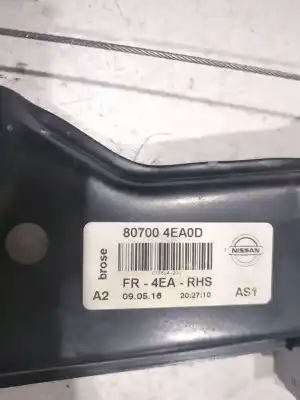 80700 4EA0D
brose
NISSAN
FR - 4EA - RHS
A2 09.05.16 20:27:10 AS1